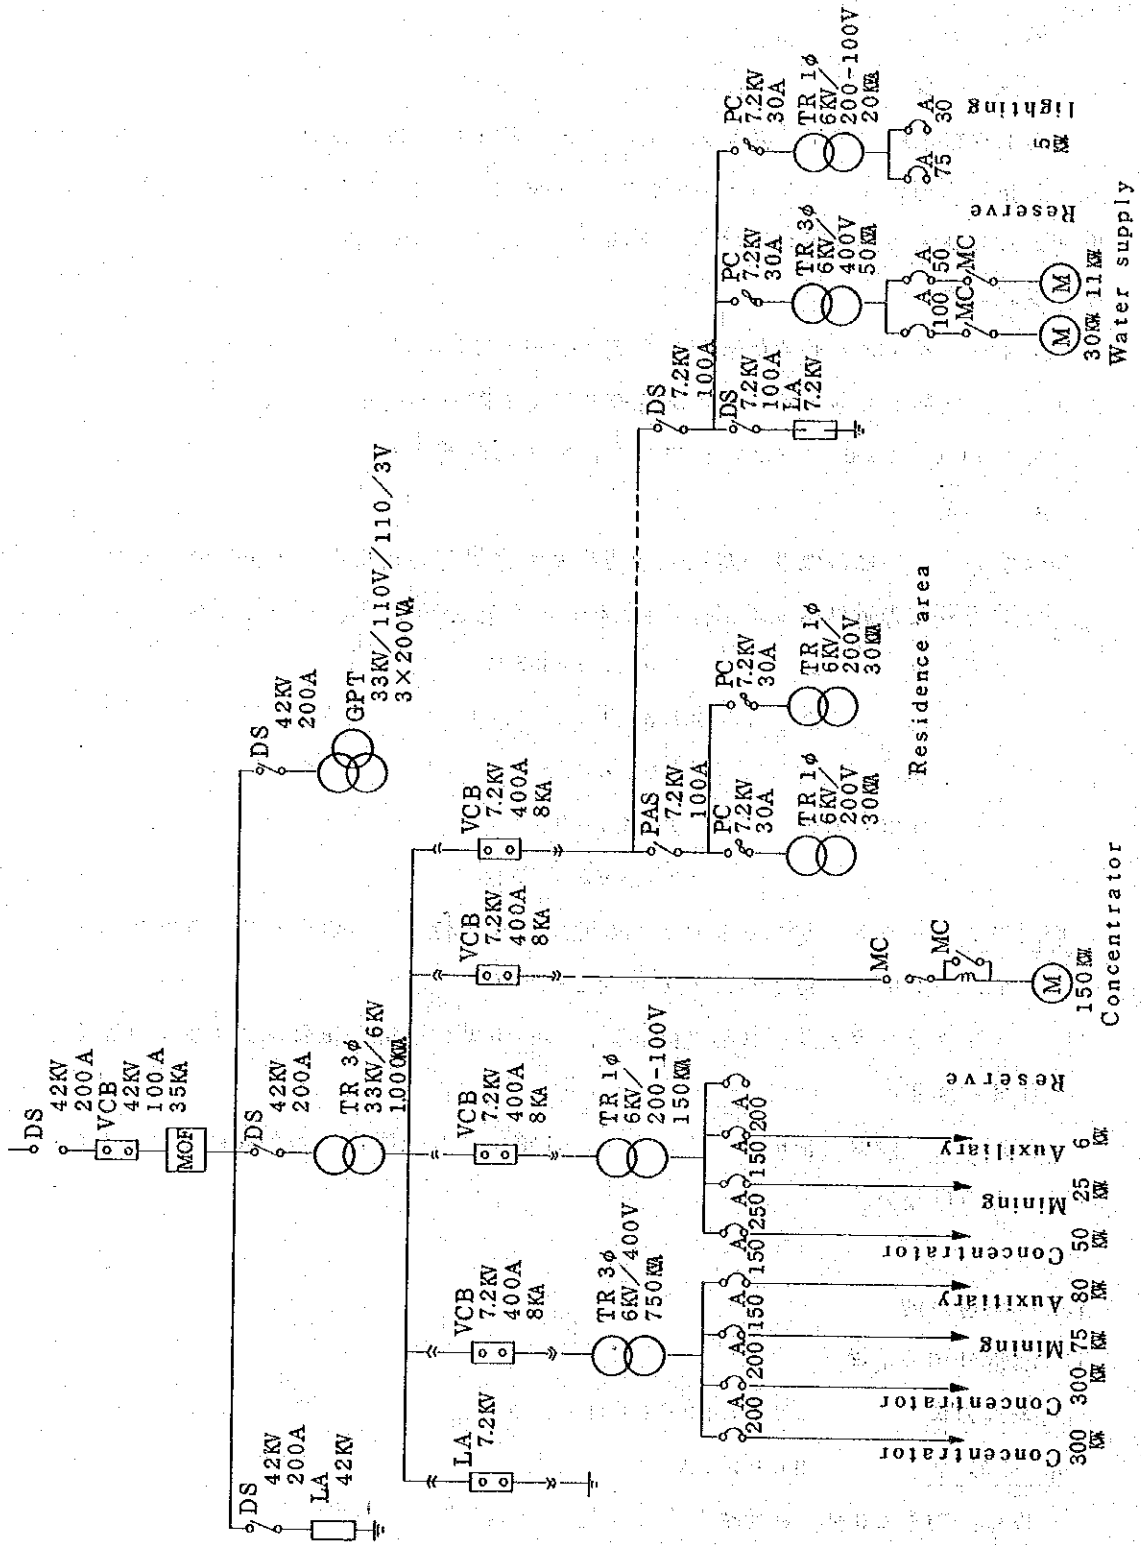 DS
42KV
200A
VCB
42KV
100A
35KA
MOF
DS
42KV
200A
LA
42KV
DS
42KV
200A
TR 3φ
33KV/6KV
1,000KVA
DS
42KV
200A
GPT
33KV/110V/110/3V
3×200VA
LA
7.2KV
VCB
7.2KV
400A
8KA
TR 3φ
6KV/400V
750KVA
A
200
A
200
A
150
A
150
Concentrator
300
KW
Concentrator
300
KW
Mining
75
KW
Auxiliary
80
KW
VCB
7.2KV
400A
8KA
TR 1φ
6KV/
200-100V
150KVA
A
250
A
150
A
200
Concentrator
50
KW
Mining
25
KW
Auxiliary
6
KW
Reserve
VCB
7.2KV
400A
8KA
MC
MC
M
150KW
Concentrator
VCB
7.2KV
400A
8KA
PAS
7.2KV
100A
PC
7.2KV
30A
TR 1φ
6KV/
200V
30KVA
PC
7.2KV
30A
TR 1φ
6KV/
200V
30KVA
Residence area
DS
7.2KV
100A
DS
7.2KV
100A
LA
7.2KV
PC
7.2KV
30A
TR 3φ
6KV/
400V
50KVA
A
100
A
50
MC
MC
M
M
30KW
11KW
Water supply
Reserve
PC
7.2KV
30A
TR 1φ
6KV/
200-100V
20KVA
A
75
A
30
5
KW
lighting